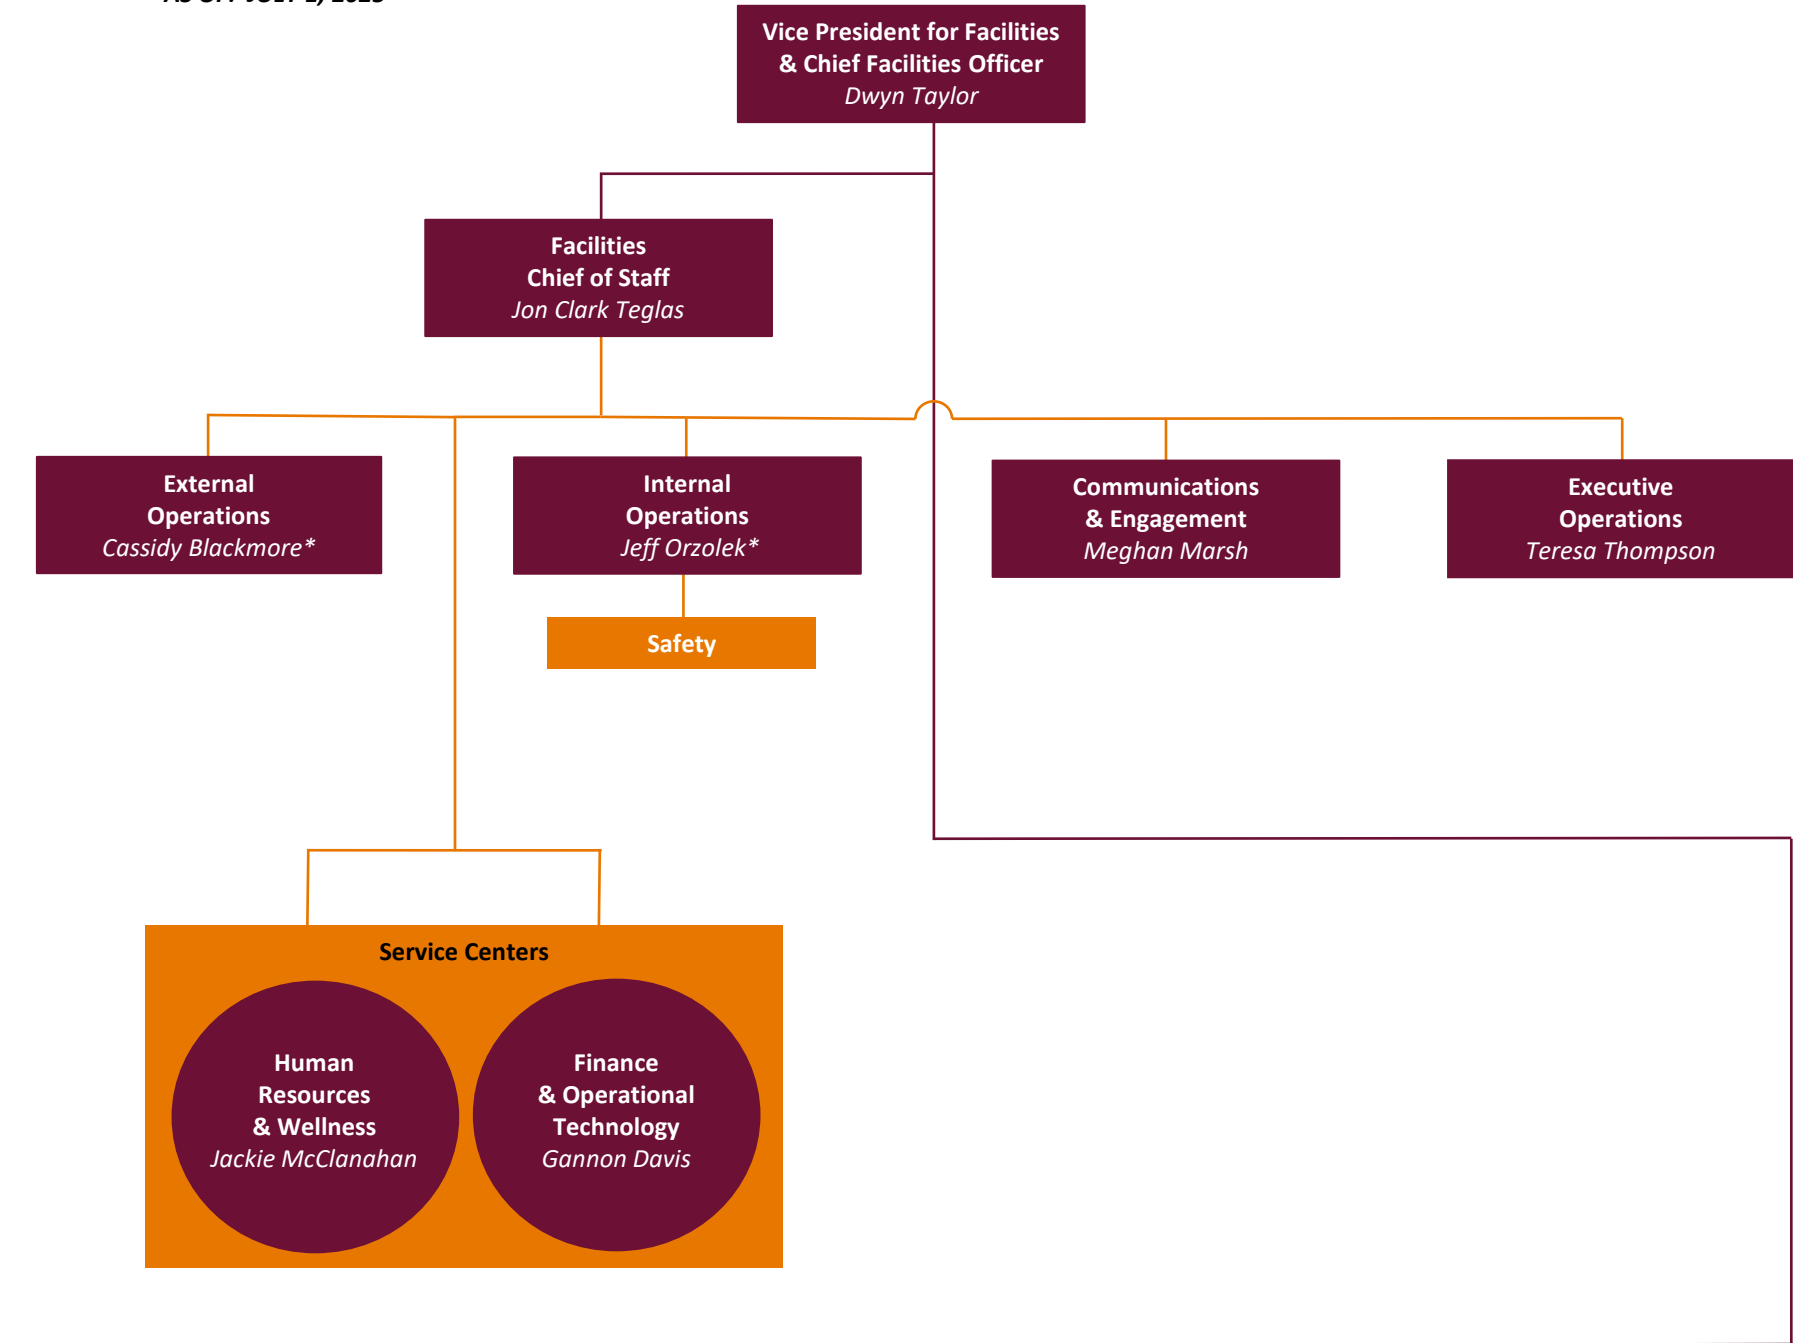 Vice President for Facilities
& Chief Facilities Officer
Dwyn Taylor
Facilities
Chief of Staff
Jon Clark Teglas
External
Operations
Cassidy Blackmore*
Internal
Operations
Jeff Orzolek*
Communications
& Engagement
Meghan Marsh
Executive
Operations
Teresa Thompson
Safety
Service Centers
Human
Resources
& Wellness
Jackie McClanahan
Finance
& Operational
Technology
Gannon Davis